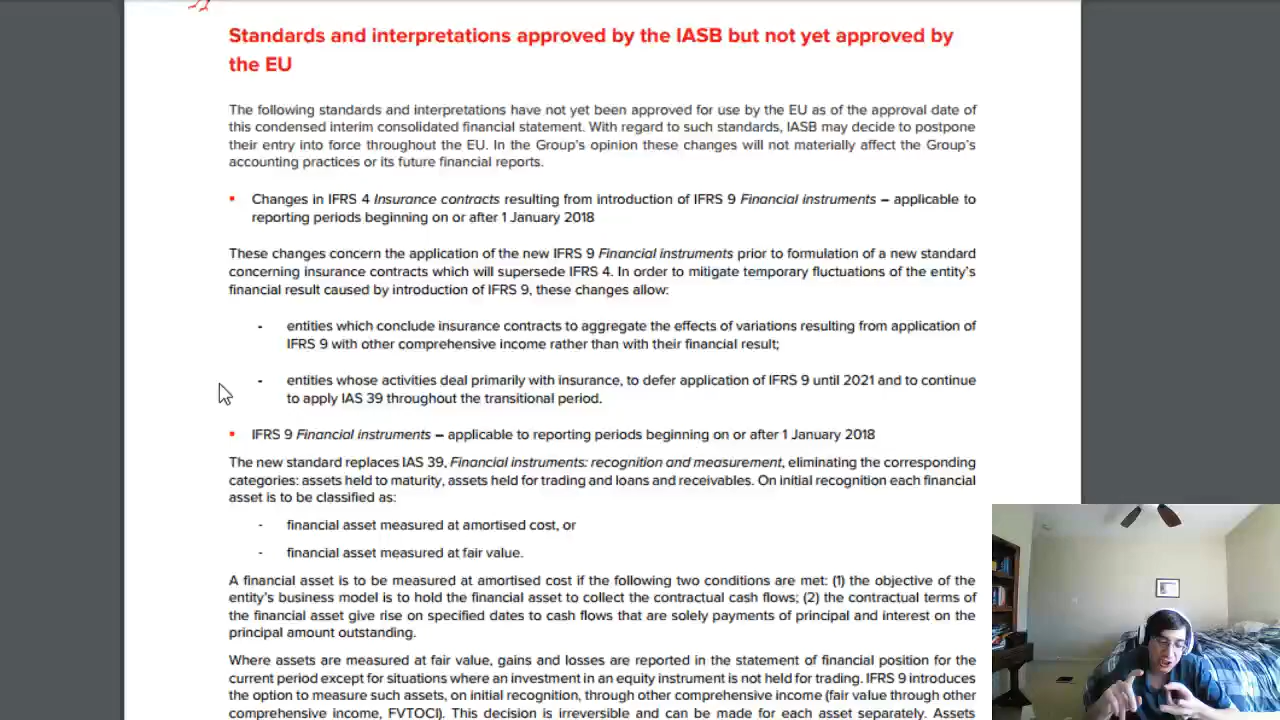 Standards and interpretations approved by the IASB but not yet approved by
the EU
The following standards and interpretations have not yet been approved for use by the EU as of the approval date of
this condensed interim consolidated financial statement. With regard to such standards, IASB may decide to postpone
their entry into force throughout the EU. In the Group's opinion these changes will not materially affect the Group's
accounting practices or its future financial reports.
Changes in IFRS 4 Insurance contracts resulting from introduction of IFRS 9 Financial instruments – applicable to
reporting periods beginning on or after 1 January 2018
These changes concern the application of the new IFRS 9 Financial instruments prior to formulation of a new standard
concerning insurance contracts which will supersede IFRS 4. In order to mitigate temporary fluctuations of the entity's
financial result caused by introduction of IFRS 9, these changes allow:
- entities which conclude insurance contracts to aggregate the effects of variations resulting from application of
IFRS 9 with other comprehensive income rather than with their financial result;
- entities whose activities deal primarily with insurance, to defer application of IFRS 9 until 2021 and to continue
to apply IAS 39 throughout the transitional period.
IFRS 9 Financial instruments – applicable to reporting periods beginning on or after 1 January 2018
The new standard replaces IAS 39, Financial instruments: recognition and measurement, eliminating the corresponding
categories: assets held to maturity, assets held for trading and loans and receivables. On initial recognition each financial
asset is to be classified as:
- financial asset measured at amortised cost, or
- financial asset measured at fair value.
A financial asset is to be measured at amortised cost if the following two conditions are met: (1) the objective of the
entity's business model is to hold the financial asset to collect the contractual cash flows; (2) the contractual terms of
the financial asset give rise on specified dates to cash flows that are solely payments of principal and interest on the
principal amount outstanding.
Where assets are measured at fair value, gains and losses are reported in the statement of financial position for the
current period except for situations where an investment in an equity instrument is not held for trading. IFRS 9 introduces
the option to measure such assets, on initial recognition, through other comprehensive income (fair value through other
comprehensive income, FVTOCI). This decision is irreversible and can be made for each asset separately. Assets